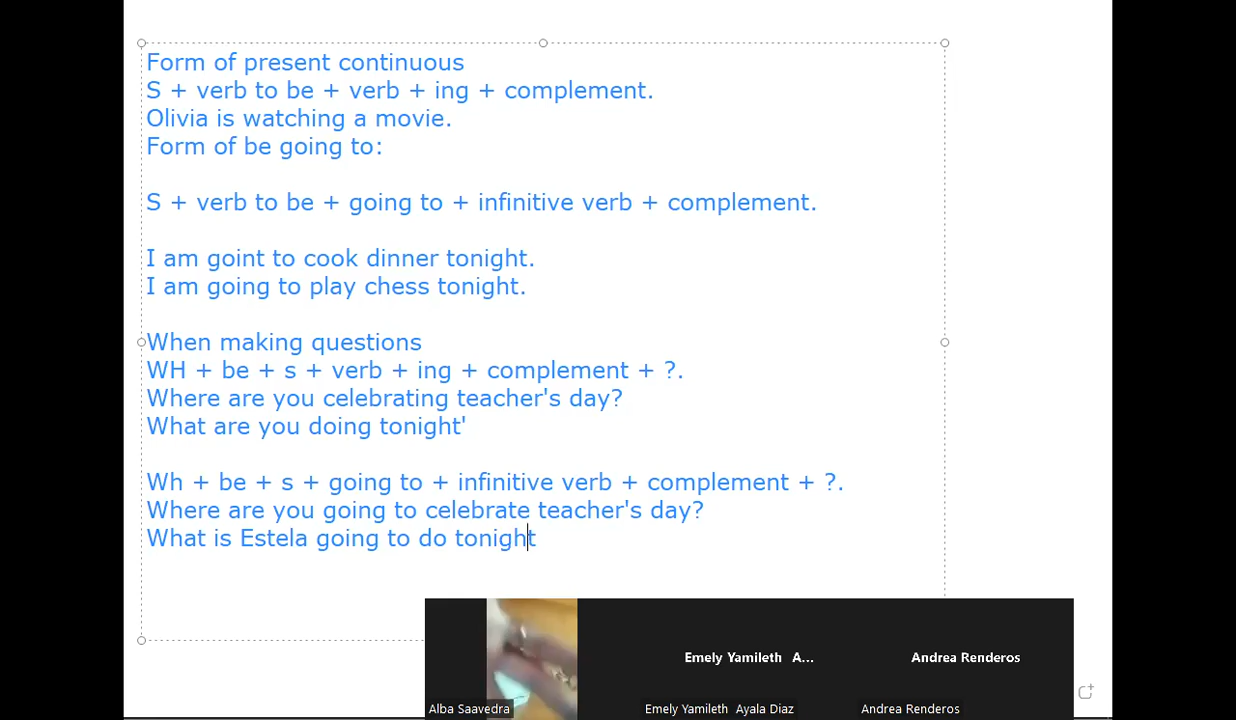 Form of present continuous
S + verb to be + verb + ing + complement.
Olivia is watching a movie.
Form of be going to:
S + verb to be + going to + infinitive verb + complement.
I am goint to cook dinner tonight.
I am going to play chess tonight.
When making questions
WH + be + s + verb + ing + complement + ?.
Where are you celebrating teacher's day?
What are you doing tonight'
Wh + be + s + going to + infinitive verb + complement + ?.
Where are you going to celebrate teacher's day?
What is Estela going to do tonight
Emely Yamileth A...
Andrea Renderos
Alba Saavedra
Emely Yamileth Ayala Diaz
Andrea Renderos